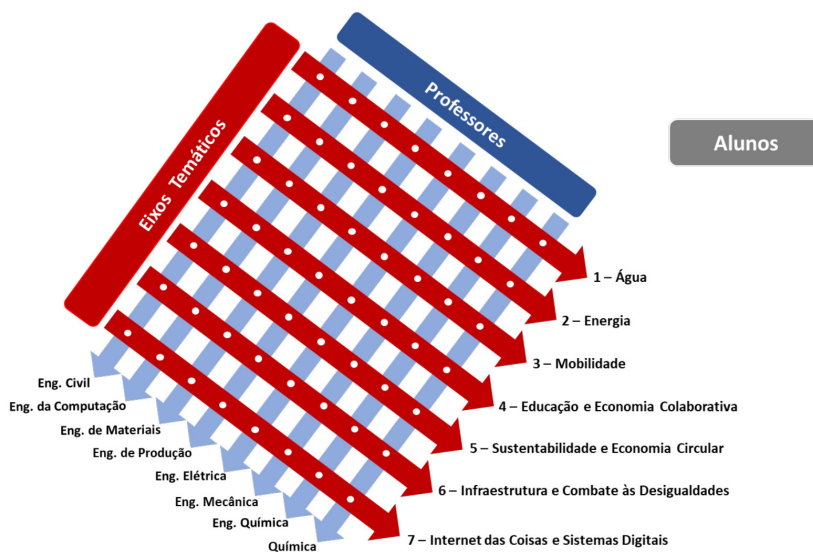 Eixos Temáticos
Professores
Alunos
1 – Água
2 – Energia
3 – Mobilidade
4 – Educação e Economia Colaborativa
5 – Sustentabilidade e Economia Circular
6 – Infraestrutura e Combate às Desigualdades
7 – Internet das Coisas e Sistemas Digitais
Eng. Civil
Eng. da Computação
Eng. de Materiais
Eng. de Produção
Eng. Elétrica
Eng. Mecânica
Eng. Química
Química